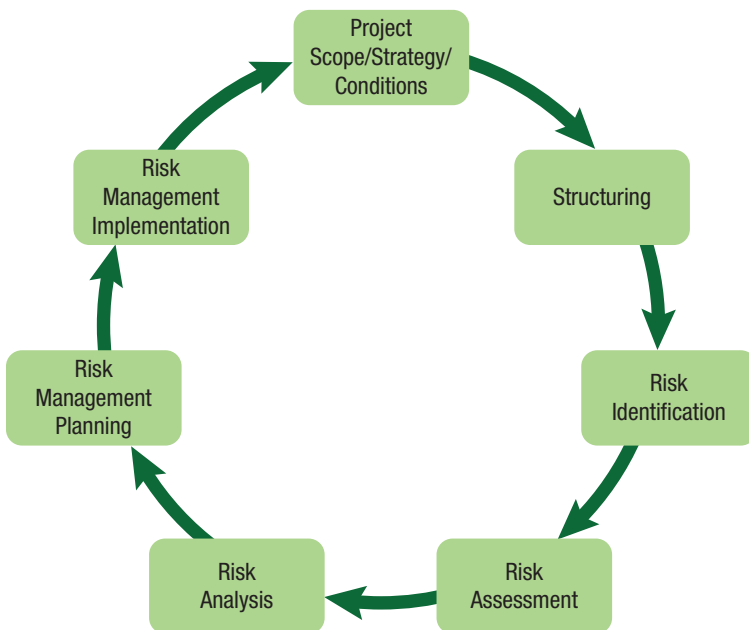 Project
Scope/Strategy/
Conditions
Structuring
Risk
Identification
Risk
Assessment
Risk
Analysis
Risk
Management
Planning
Risk
Management
Implementation